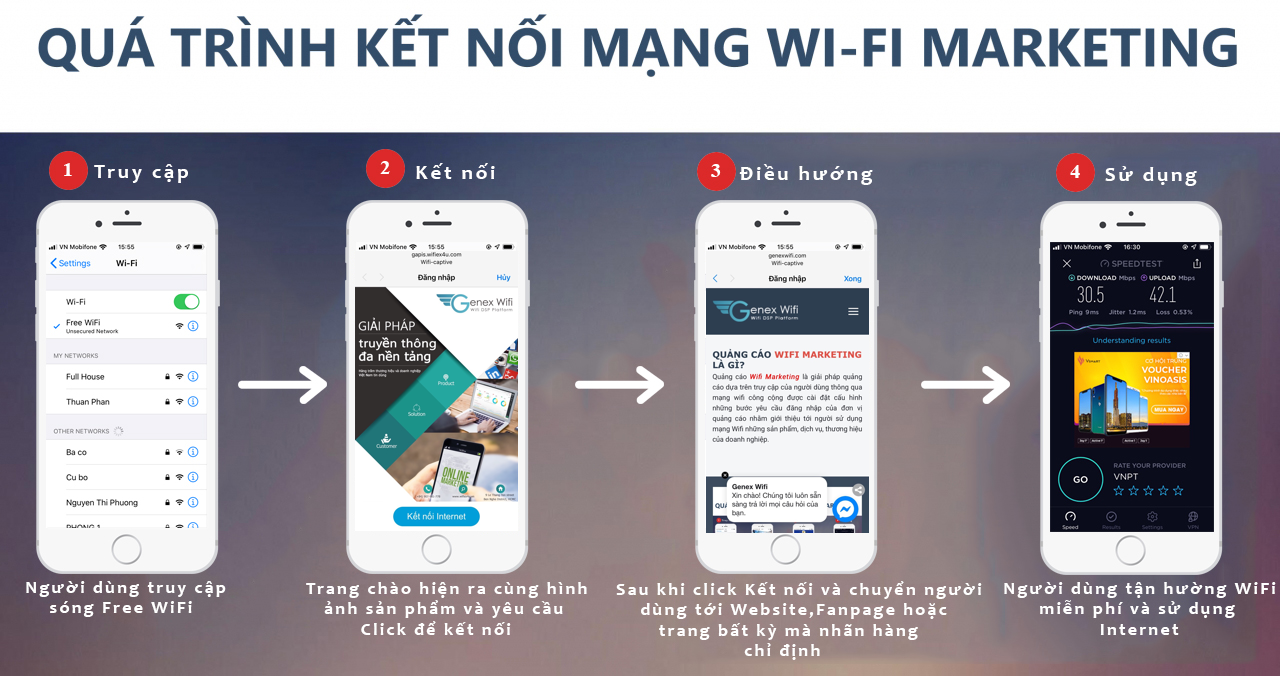 QUÁ TRÌNH KẾT NỐI MẠNG WI-FI MARKETING
1 Truy cập
VN Mobifone 15:55
Settings Wi-Fi
Wi-Fi
Free WiFi
Unsecured Network
MY NETWORKS
Full House
Thuan Phan
OTHER NETWORKS
Ba co
Cu bo
Nguyen Thi Phuong
PHONG 1
Người dùng truy cập
sóng Free WiFi
2 Kết nối
VN Mobifone 15:55
gapis.wiflex4u.com
Wifi-captive
Đăng nhập Hủy
Genex Wifi
Wifi DSP Platform
GIẢI PHÁP
truyền thông
đa nền tảng
Product
Solution
Customer
ONLINE
MARKETING
Kết nối Internet
Trang chào hiện ra cùng hình
ảnh sản phẩm và yêu cầu
Click để kết nối
3 Điều hướng
VN Mobifone 15:55
genexwifi.com
Wifi-captive
Đăng nhập Xong
Genex Wifi
Wifi DSP Platform
QUẢNG CÁO WIFI MARKETING
LÀ GÌ?
Quảng cáo Wifi Marketing là giải pháp quảng
cáo dựa trên truy cập của người dùng thông qua
mạng wifi công cộng được cài đặt cấu hình
những bước yêu cầu đăng nhập của đơn vị
quảng cáo nhằm giới thiệu tới người sử dụng
mạng Wifi những sản phẩm, dịch vụ, thương hiệu
của doanh nghiệp.
Genex Wifi
Xin chào! Chúng tôi luôn sẵn
sàng trả lời mọi câu hỏi của
bạn.
Sau khi click Kết nối và chuyển người
dùng tới Website,Fanpage hoặc
trang bất kỳ mà nhãn hàng
chỉ định
4 Sử dụng
VN Mobifone 16:30
SPEEDTEST
DOWNLOAD Mbps UPLOAD Mbps
30.5 42.1
Ping 9 ms Jitter 1.2 ms Loss 0.53%
Understanding results
Vsmart
CƠ HỘI TRÚNG
VOUCHER
VINOASIS
MUA NGAY
GO
RATE YOUR PROVIDER
VNPT
Speed Results Settings VPN
Người dùng tận hường WiFi
miễn phí và sử dụng
Internet